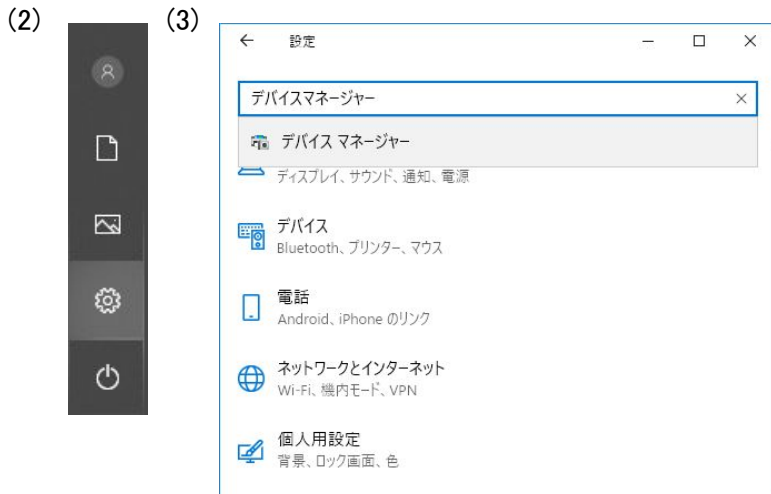 (2)
(3)
設定
デバイスマネージャー
デバイス マネージャー
ディスプレイ、サウンド、通知、電源
デバイス
Bluetooth、プリンター、マウス
電話
Android、iPhone のリンク
ネットワークとインターネット
Wi-Fi、機内モード、VPN
個人用設定
背景、ロック画面、色